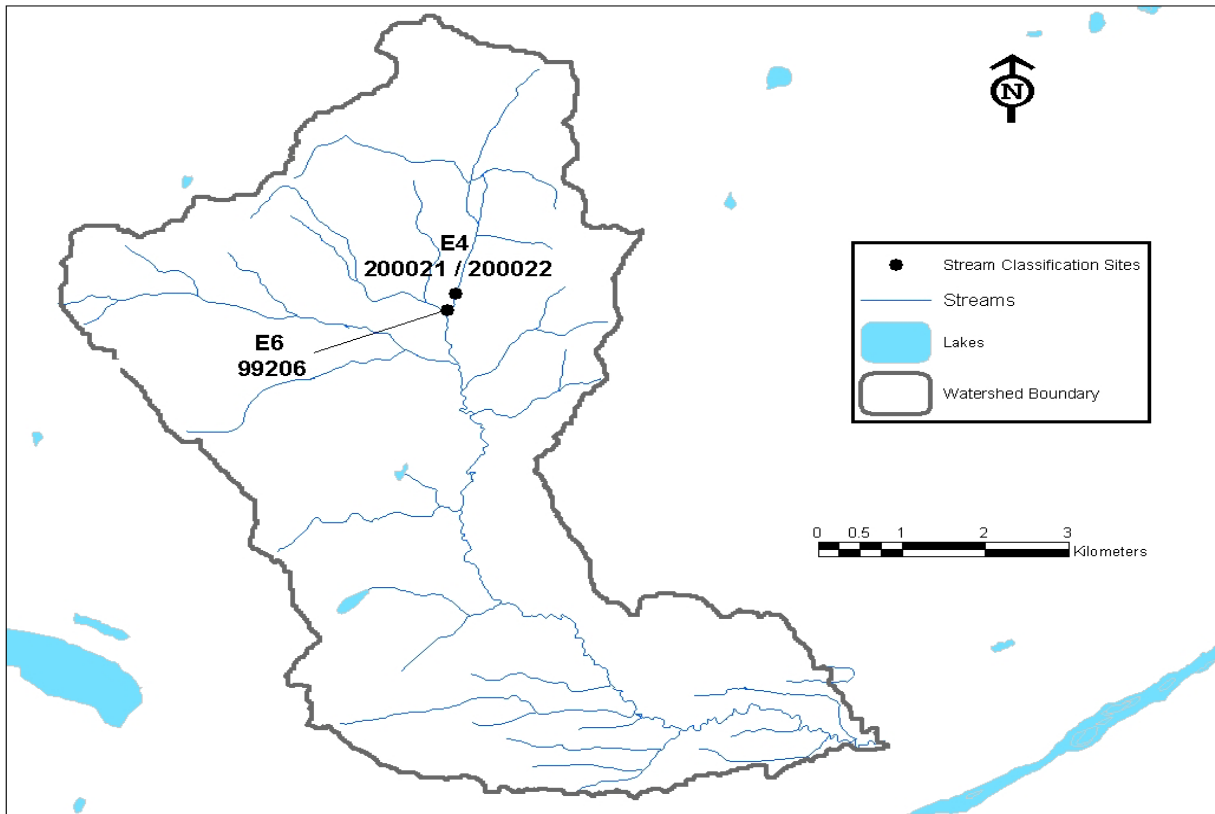 N
E4
200021 / 200022
E6
99206
Stream Classification Sites
Streams
Lakes
Watershed Boundary
0 0.5 1 2 3
Kilometers